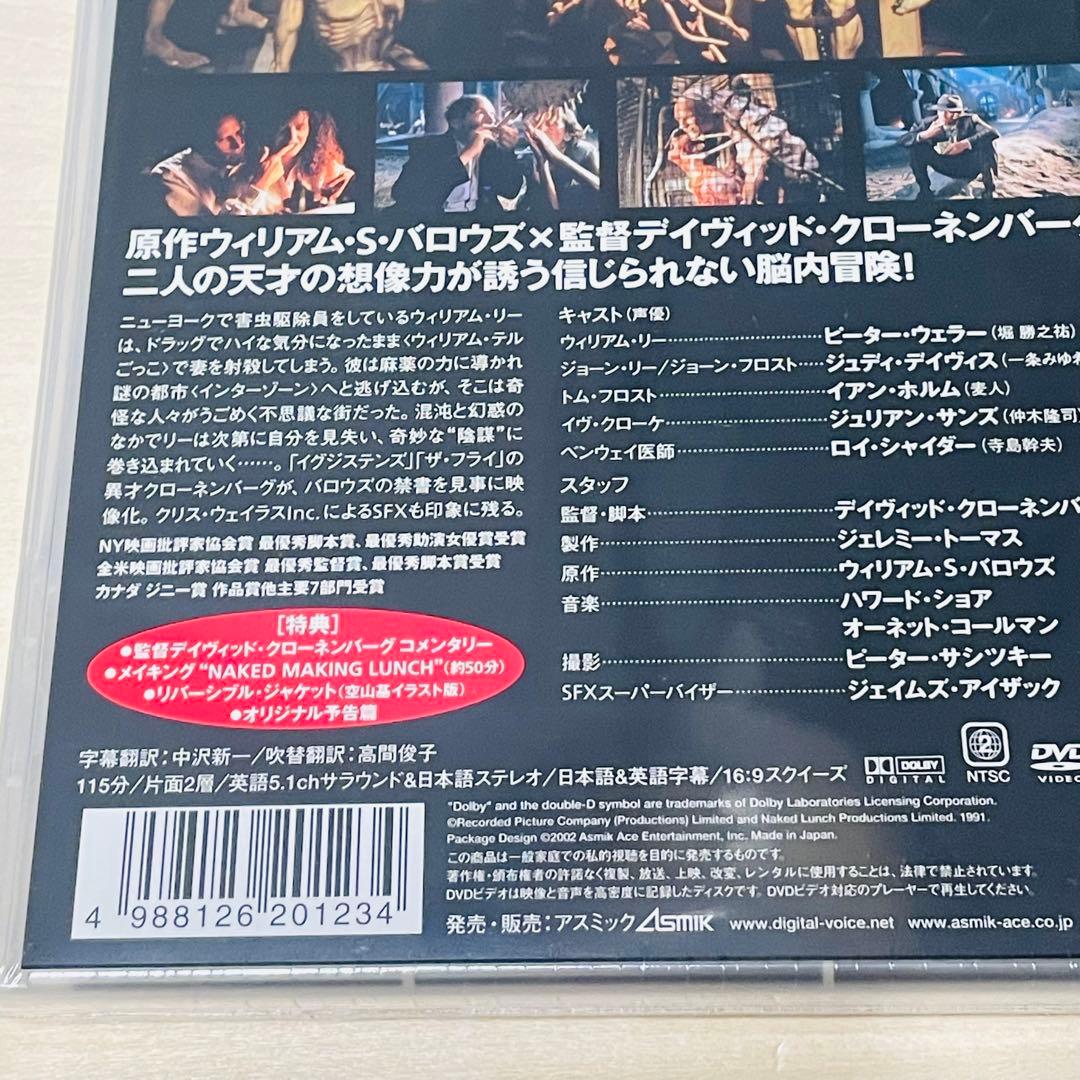 原作ウィリアム・S・バロウズ×監督デイヴィッド・クローネンバーグ
二人の天才の想像力が誘う信じられない脳内冒険!
ニューヨークで害虫駆除員をしているウィリアム・リー
は、ドラッグでハイな気分になったまま〈ウィリアム・テル
ごっこ〉で妻を射殺してしまう。彼は麻薬の力に導かれ
謎の都市〈インターゾーン〉へと逃げ込むが、そこは奇
怪な人々がうごめく不思議な街だった。混沌と幻惑の
なかでリーは次第に自分を見失い、奇妙な“陰謀”に
巻き込まれていく……。「イグジステンズ」「ザ・フライ」の
異才クローネンバーグが、バロウズの禁書を見事に映
像化。クリス・ウェイラスInc.によるSFXも印象に残る。
NY映画批評家協会賞 最優秀脚本賞、最優秀助演女優賞受賞
全米映画批評家協会賞 最優秀監督賞、最優秀脚本賞受賞
カナダ ジニー賞 作品賞他主要7部門受賞
[特典]
●監督デイヴィッド・クローネンバーグ コメンタリー
●メイキング“NAKED MAKING LUNCH”(約50分)
●リバーシブル・ジャケット(空山基イラスト版)
●オリジナル予告篇
キャスト(声優)
ウィリアム・リー……ピーター・ウェラー(堀 勝之祐)
ジョーン・リー/ジョーン・フロスト……ジュディ・デイヴィス(一条みゆ
トム・フロスト……イアン・ホルム(麦人)
イヴ・クローケ……ジュリアン・サンズ(仲木隆司)
ベンウェイ医師……ロイ・シャイダー(寺島幹夫)
スタッフ
監督・脚本……デイヴィッド・クローネンバ
製作……ジェレミー・トーマス
原作……ウィリアム・S・バロウズ
音楽……ハワード・ショア
オーネット・コールマン
撮影……ピーター・サシツキー
SFXスーパーバイザー……ジェイムズ・アイザック
字幕翻訳:中沢新一/吹替翻訳:高間俊子
115分/片面2層/英語5.1chサラウンド&日本語ステレオ/日本語&英語字幕/16:9スクイーズ
DOLBY
DIGITAL
2
NTSC
DVD
VIDEO
"Dolby" and the double-D symbol are trademarks of Dolby Laboratories Licensing Corporation.
©Recorded Picture Company (Productions) Limited and Naked Lunch Productions Limited. 1991.
Package Design ©2002 Asmik Ace Entertainment, Inc. Made in Japan.
この商品は一般家庭での私的視聴を目的に発売するものです。
著作権・頒布権者の許諾なく複製、放送、上映、改変、レンタルに使用することは、法律で禁止されています。
DVDビデオは映像と音声を高密度に記録したディスクです。DVDビデオ対応のプレーヤーで再生してください。
発売・販売:アスミック ASMIK www.digital-voice.net www.asmik-ace.co.jp
4 988126 201234